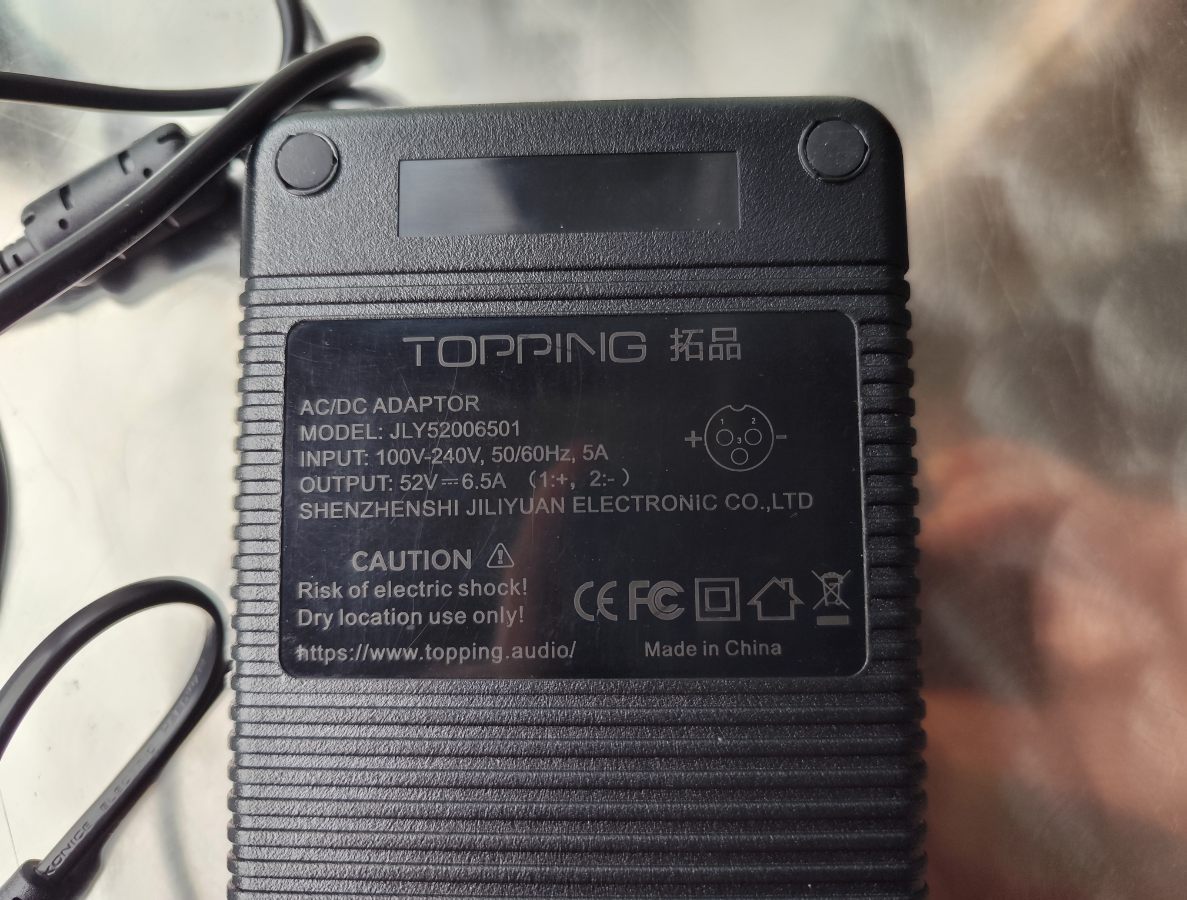 TOPPING 拓品
AC/DC ADAPTOR
MODEL: JLY52006501
INPUT: 100V-240V, 50/60Hz, 5A
OUTPUT: 52V⎓6.5A （1:+，2:-）
+ 1 2 3 -
SHENZHENSHI JILIYUAN ELECTRONIC CO.,LTD
CAUTION ⚠
Risk of electric shock!
Dry location use only!
CE FC
https://www.topping.audio/
Made in China
KONICE